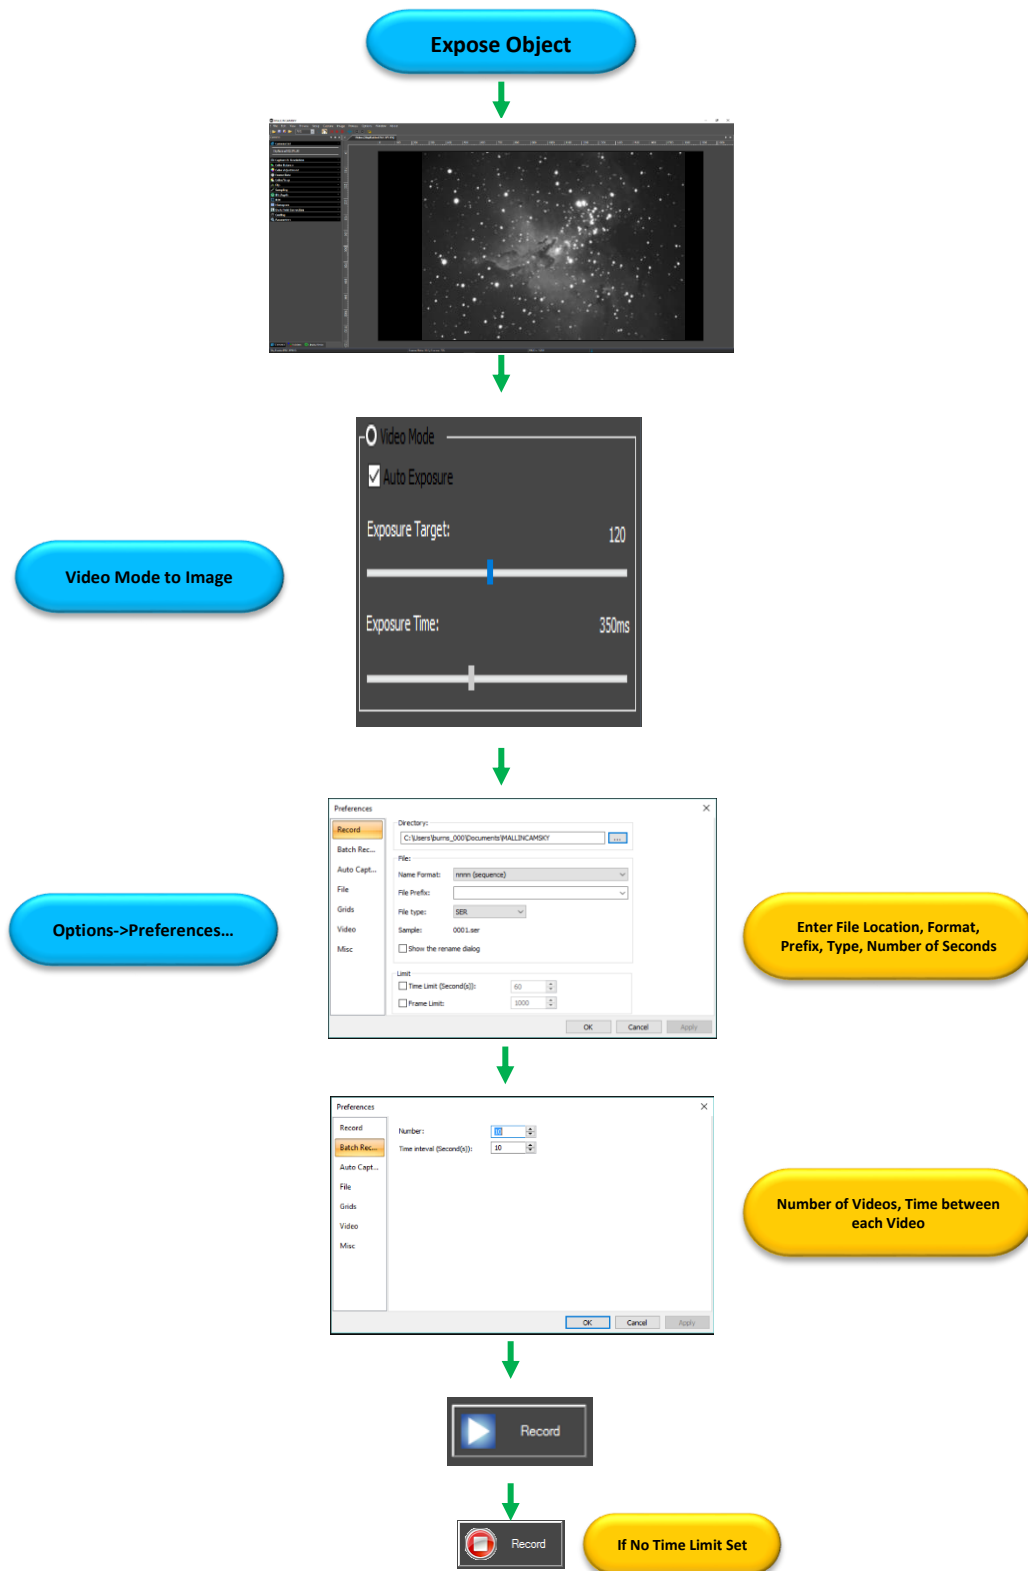 Expose Object
Video Mode
Auto Exposure
Exposure Target:
120
Video Mode to Image
Exposure Time:
350ms
Preferences
Record
Batch Rec...
Auto Capt...
File
Grids
Video
Misc
Directory:
C:\Users\burns_000\Documents\MALLINCAMSKY
...
File:
Name Format:
nnnn (sequence)
File Prefix:
File type:
SER
Sample:
0001.ser
Show the rename dialog
Limit
Time Limit (Second(s)):
60
Frame Limit:
1000
OK
Cancel
Apply
Options->Preferences...
Enter File Location, Format,
Prefix, Type, Number of Seconds
Preferences
Record
Batch Rec...
Auto Capt...
File
Grids
Video
Misc
Number:
10
Time inteval (Second(s)):
10
OK
Cancel
Apply
Number of Videos, Time between
each Video
Record
Record
If No Time Limit Set